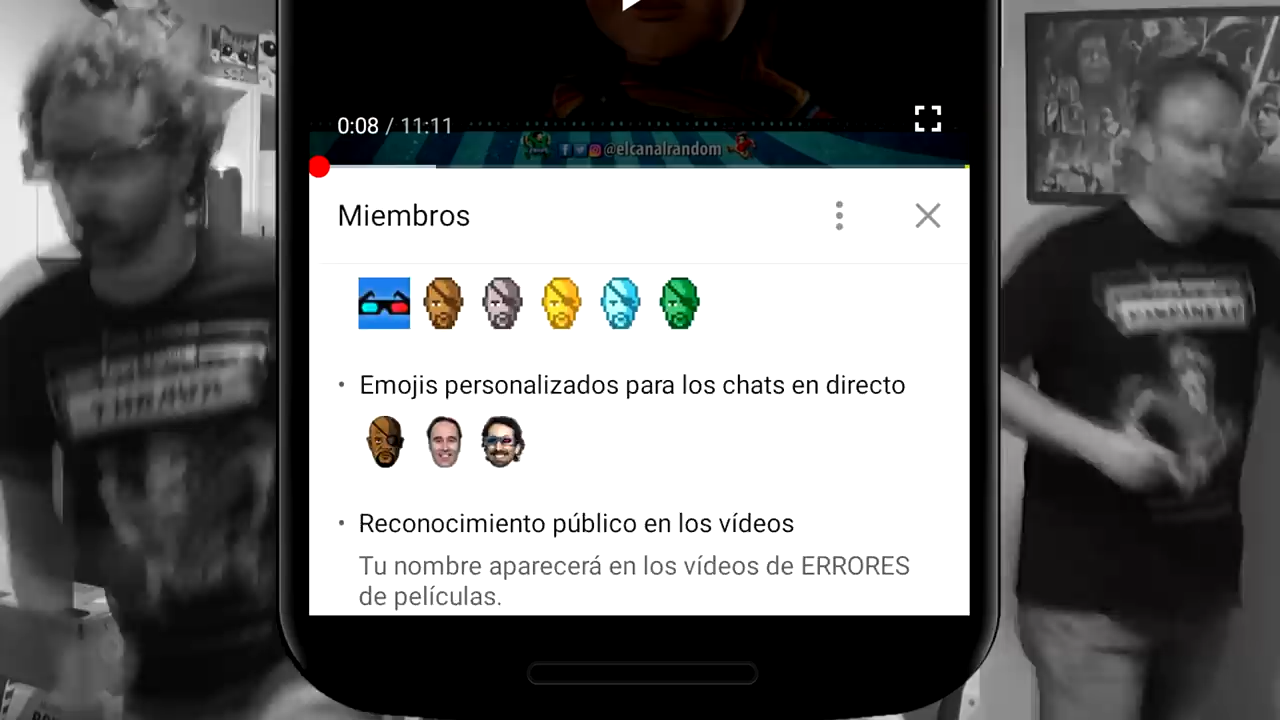 0:08 / 11:11
@elcanalrandom
Miembros
• Emojis personalizados para los chats en directo
• Reconocimiento público en los vídeos
Tu nombre aparecerá en los vídeos de ERRORES
de películas.